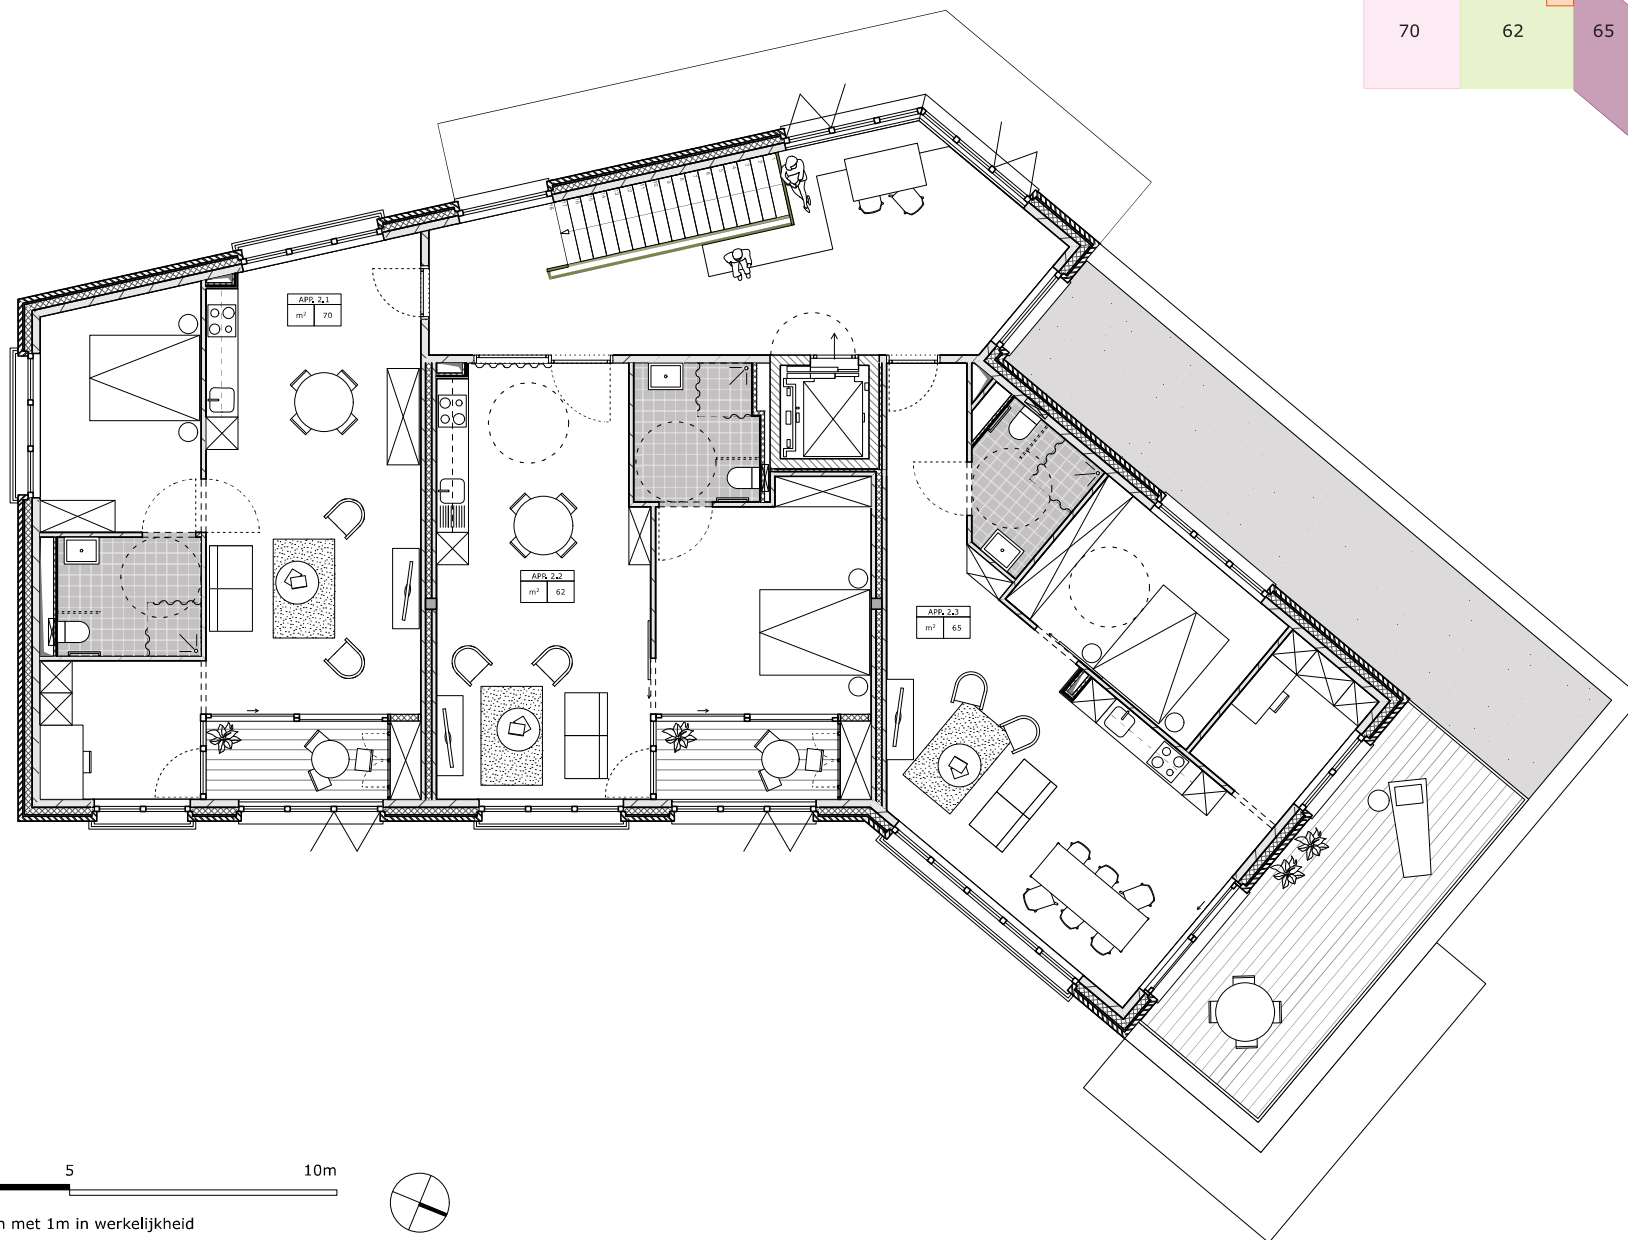 70 62 65
APP. 2.1
m² 70
APP. 2.2
m² 62
APP. 2.3
m² 65
5 10m
met 1m in werkelijkheid